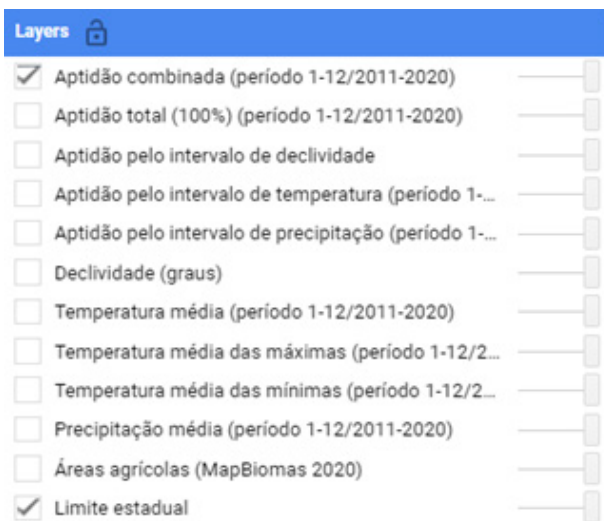 Layers
Aptidão combinada (período 1-12/2011-2020)
Aptidão total (100%) (período 1-12/2011-2020)
Aptidão pelo intervalo de declividade
Aptidão pelo intervalo de temperatura (período 1-...
Aptidão pelo intervalo de precipitação (período 1-...
Declividade (graus)
Temperatura média (período 1-12/2011-2020)
Temperatura média das máximas (período 1-12/2...
Temperatura média das mínimas (período 1-12/2...
Precipitação média (período 1-12/2011-2020)
Áreas agrícolas (MapBiomas 2020)
Limite estadual